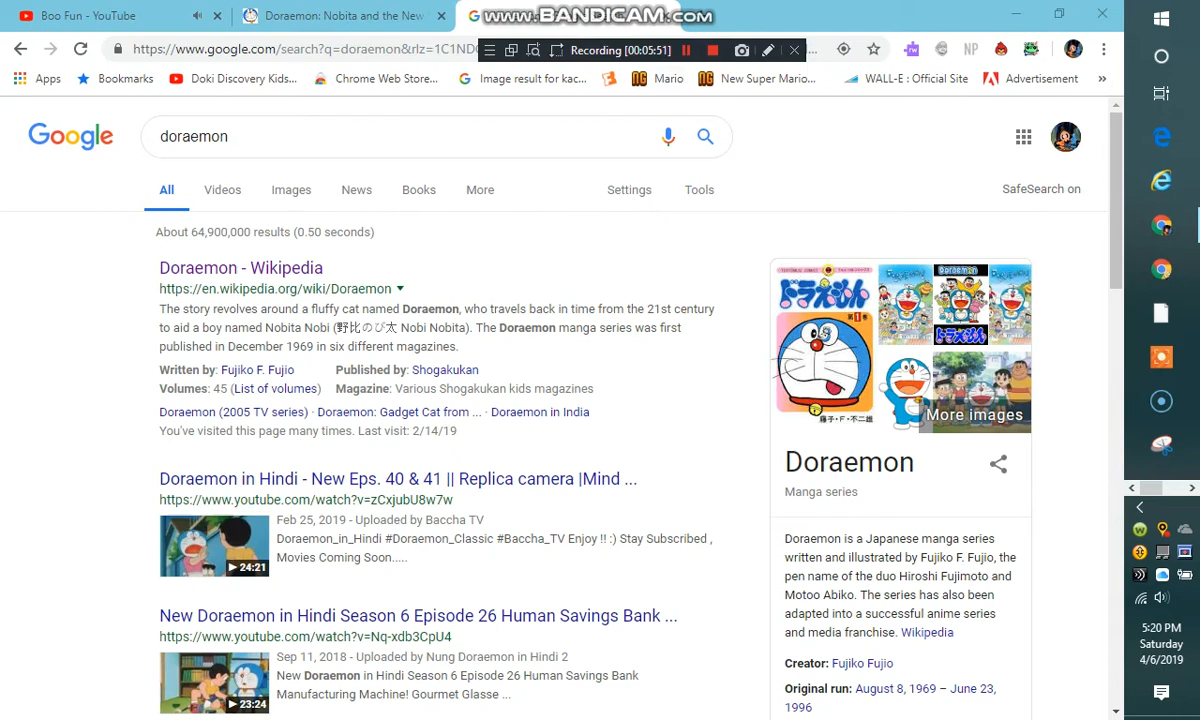 Boo Fun - YouTube
Doraemon: Nobita and the New
www.BANDICAM.com
https://www.google.com/search?q=doraemon&rlz=1C1ND
Recording [00:05:51]
Apps
Bookmarks
Doki Discovery Kids...
Chrome Web Store...
Image result for kac...
Mario
New Super Mario...
WALL-E : Official Site
Advertisement
Google
doraemon
All
Videos
Images
News
Books
More
Settings
Tools
SafeSearch on
About 64,900,000 results (0.50 seconds)
Doraemon - Wikipedia
https://en.wikipedia.org/wiki/Doraemon
The story revolves around a fluffy cat named Doraemon, who travels back in time from the 21st century
to aid a boy named Nobita Nobi (野比のび太 Nobi Nobita). The Doraemon manga series was first
published in December 1969 in six different magazines.
Written by: Fujiko F. Fujio Published by: Shogakukan
Volumes: 45 (List of volumes) Magazine: Various Shogakukan kids magazines
Doraemon (2005 TV series) · Doraemon: Gadget Cat from ... · Doraemon in India
You've visited this page many times. Last visit: 2/14/19
Doraemon in Hindi - New Eps. 40 & 41 || Replica camera |Mind ...
https://www.youtube.com/watch?v=zCxjubU8w7w
Feb 25, 2019 - Uploaded by Baccha TV
Doraemon_in_Hindi #Doraemon_Classic #Baccha_TV Enjoy !! :) Stay Subscribed ,
Movies Coming Soon....
24:21
New Doraemon in Hindi Season 6 Episode 26 Human Savings Bank ...
https://www.youtube.com/watch?v=Nq-xdb3CpU4
Sep 11, 2018 - Uploaded by Nung Doraemon in Hindi 2
New Doraemon in Hindi Season 6 Episode 26 Human Savings Bank
Manufacturing Machine! Gourmet Glasse ...
23:24
ドラえもん
第1巻
藤子・F・不二雄
Doraemon
More images
Doraemon
Manga series
Doraemon is a Japanese manga series
written and illustrated by Fujiko F. Fujio, the
pen name of the duo Hiroshi Fujimoto and
Motoo Abiko. The series has also been
adapted into a successful anime series
and media franchise. Wikipedia
Creator: Fujiko Fujio
Original run: August 8, 1969 – June 23,
1996
5:20 PM
Saturday
4/6/2019